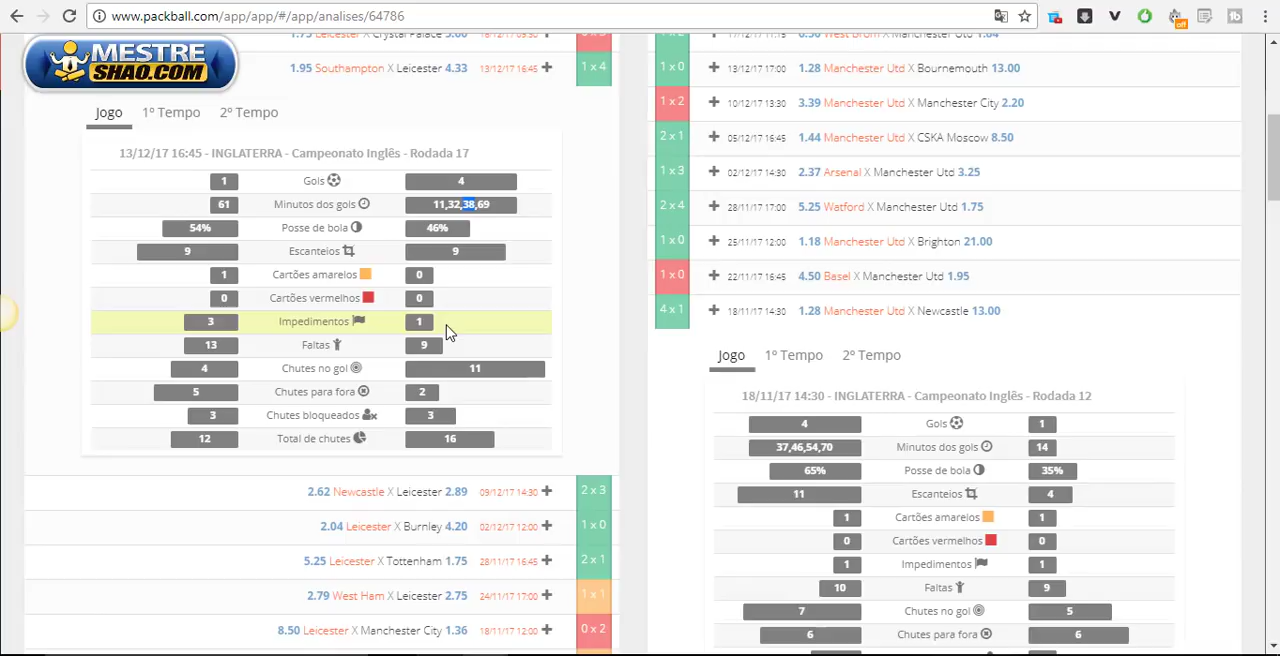 www.packball.com/app/app/#/app/analises/64786
off
MESTRE
SHAO.COM
1.75 Leicester X Crystal Palace 5.00 16/12/17 09:30
1.95 Southampton X Leicester 4.33 13/12/17 16:45 + 1 x 4
Jogo 1º Tempo 2º Tempo
13/12/17 16:45 - INGLATERRA - Campeonato Inglês - Rodada 17
1 Gols 4
61 Minutos dos gols 11,32,38,69
54% Posse de bola 46%
9 Escanteios 9
1 Cartões amarelos 0
0 Cartões vermelhos 0
3 Impedimentos 1
13 Faltas 9
4 Chutes no gol 11
5 Chutes para fora 2
3 Chutes bloqueados 3
12 Total de chutes 16
2.62 Newcastle X Leicester 2.89 09/12/17 14:30 + 2 x 3
2.04 Leicester X Burnley 4.20 02/12/17 12:00 + 1 x 0
5.25 Leicester X Tottenham 1.75 28/11/17 16:45 + 2 x 1
2.79 West Ham X Leicester 2.75 24/11/17 17:00 + 1 x 1
8.50 Leicester X Manchester City 1.36 18/11/17 12:00 + 0 x 2
West Brom X Manchester Utd
1 x 0 + 13/12/17 17:00 1.28 Manchester Utd X Bournemouth 13.00
1 x 2 + 10/12/17 13:30 3.39 Manchester Utd X Manchester City 2.20
2 x 1 + 05/12/17 16:45 1.44 Manchester Utd X CSKA Moscow 8.50
1 x 3 + 02/12/17 14:30 2.37 Arsenal X Manchester Utd 3.25
2 x 4 + 28/11/17 17:00 5.25 Watford X Manchester Utd 1.75
1 x 0 + 25/11/17 12:00 1.18 Manchester Utd X Brighton 21.00
1 x 0 + 22/11/17 16:45 4.50 Basel X Manchester Utd 1.95
4 x 1 + 18/11/17 14:30 1.28 Manchester Utd X Newcastle 13.00
Jogo 1º Tempo 2º Tempo
18/11/17 14:30 - INGLATERRA - Campeonato Inglês - Rodada 12
4 Gols 1
37,46,54,70 Minutos dos gols 14
65% Posse de bola 35%
11 Escanteios 4
1 Cartões amarelos 1
0 Cartões vermelhos 0
1 Impedimentos 1
10 Faltas 9
7 Chutes no gol 5
6 Chutes para fora 6